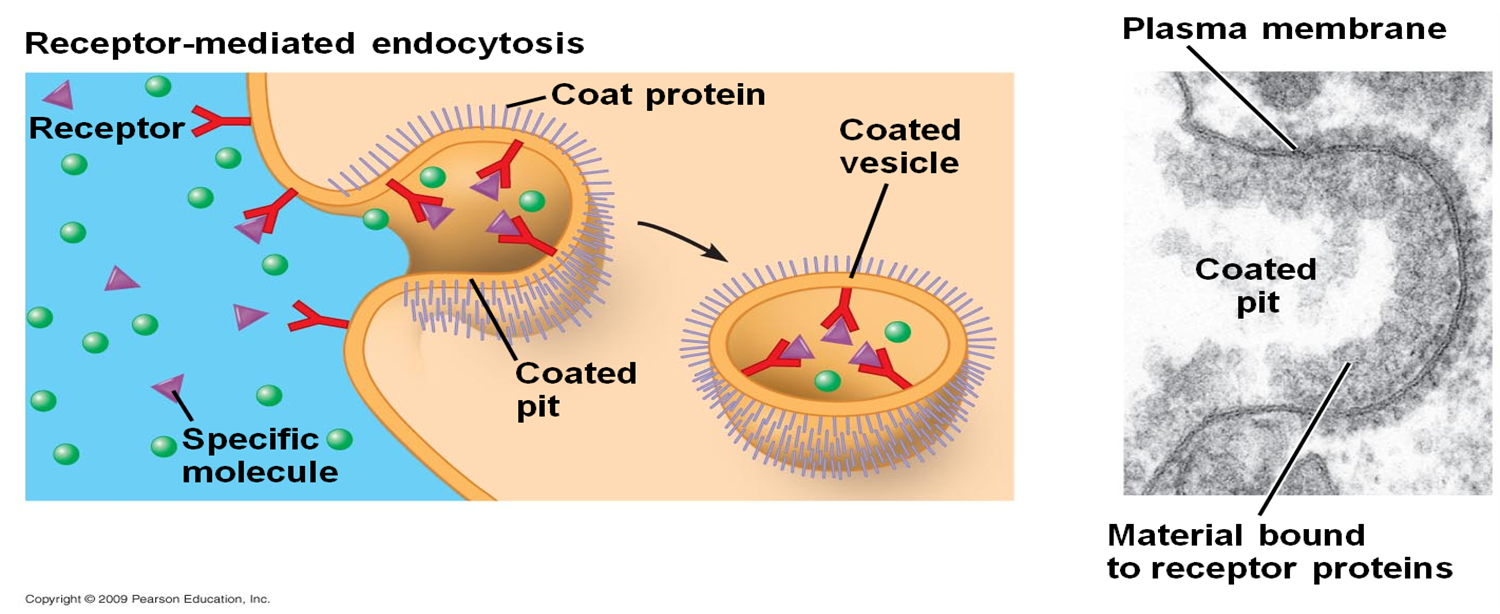 Receptor-mediated endocytosis
Coat protein
Receptor
Coated
vesicle
Coated
pit
Specific
molecule
Plasma membrane
Coated
pit
Material bound
to receptor proteins
Copyright © 2009 Pearson Education, Inc.